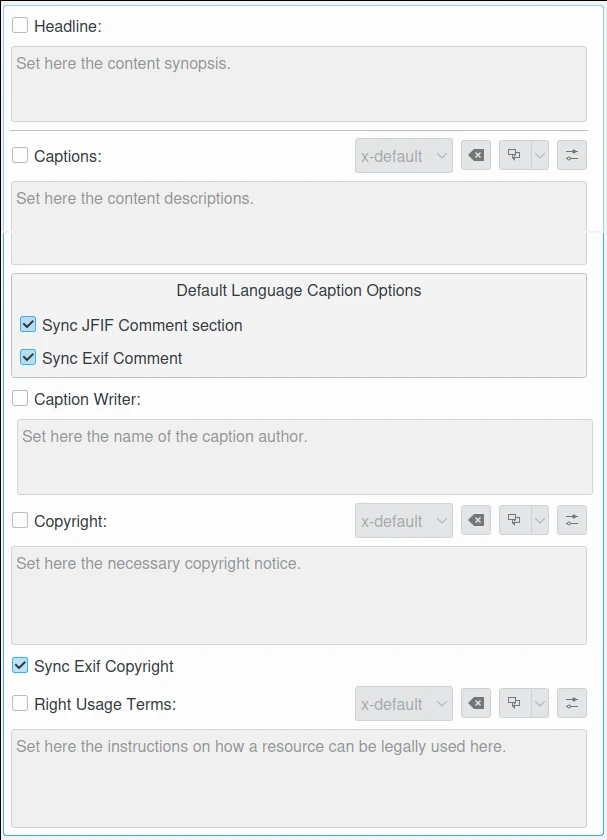 Headline:
Set here the content synopsis.
Captions: x-default
Set here the content descriptions.
Default Language Caption Options
Sync JFIF Comment section
Sync Exif Comment
Caption Writer:
Set here the name of the caption author.
Copyright: x-default
Set here the necessary copyright notice.
Sync Exif Copyright
Right Usage Terms: x-default
Set here the instructions on how a resource can be legally used here.